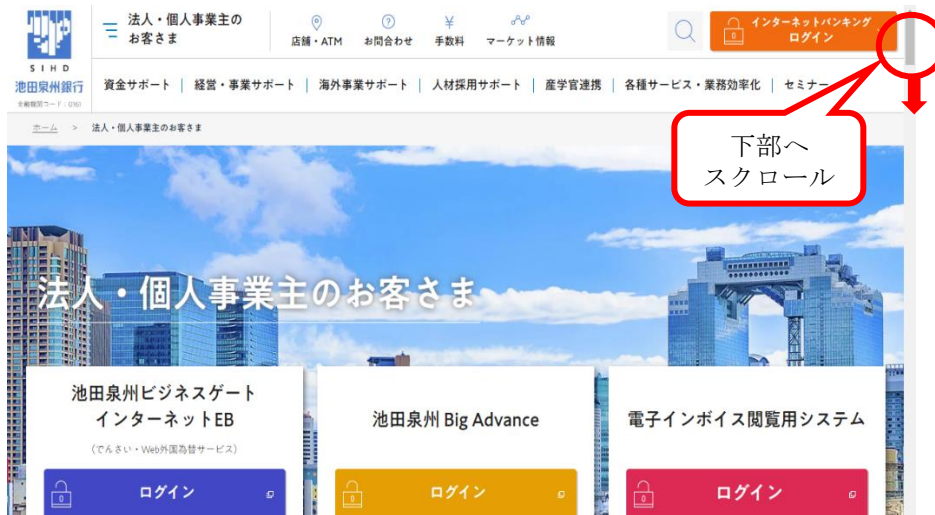 法人・個人事業主の
お客さま
店舗・ATM
お問合わせ
手数料
マーケット情報
インターネットバンキング
ログイン
SIHD
池田泉州銀行
金融機関コード:0161
資金サポート | 経営・事業サポート | 海外事業サポート | 人材採用サポート | 産学官連携 | 各種サービス・業務効率化 | セミナー
ホーム > 法人・個人事業主のお客さま
下部へ
スクロール
法人・個人事業主のお客さま
池田泉州ビジネスゲート
インターネットEB
(でんさい・Web外国為替サービス)
ログイン
池田泉州 Big Advance
ログイン
電子インボイス閲覧用システム
ログイン